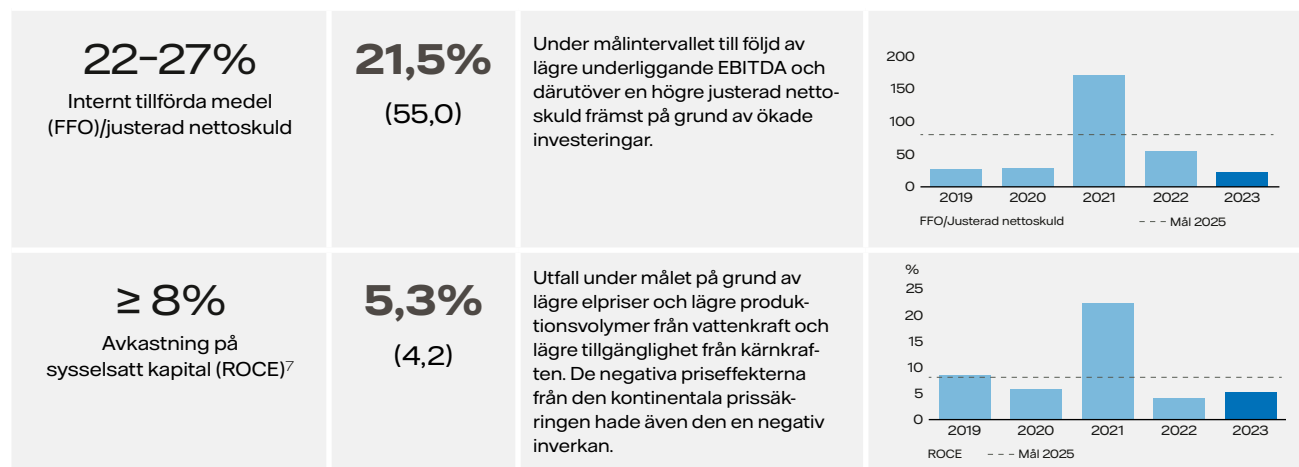 22–27%
Internt tillförda medel
(FFO)/justerad nettoskuld
21,5%
(55,0)
Under målintervallet till följd av
lägre underliggande EBITDA och
därutöver en högre justerad netto-
skuld främst på grund av ökade
investeringar.
200
150
100
50
0
2019 2020 2021 2022 2023
FFO/Justerad nettoskuld --- Mål 2025
≥ 8%
Avkastning på
sysselsatt kapital (ROCE)7
5,3%
(4,2)
Utfall under målet på grund av
lägre elpriser och lägre produk-
tionsvolymer från vattenkraft och
lägre tillgänglighet från kärnkraf-
ten. De negativa priseffekterna
från den kontinentala prissäk-
ringen hade även den en negativ
inverkan.
%
25
20
15
10
5
0
2019 2020 2021 2022 2023
ROCE --- Mål 2025